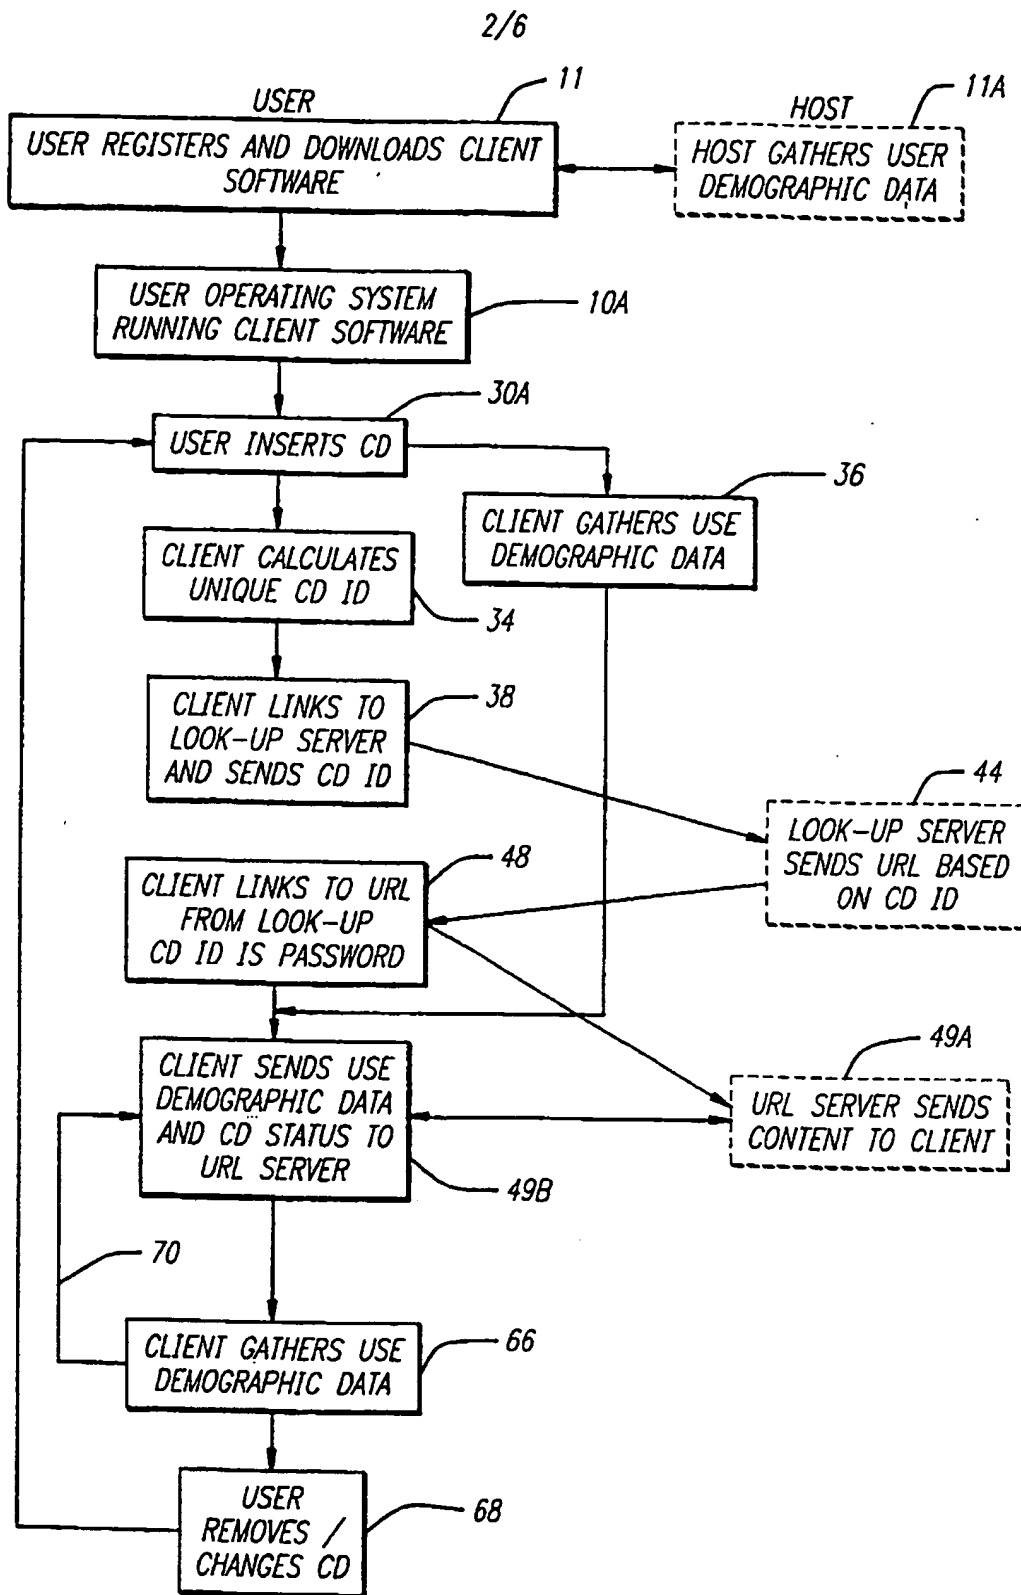 2/6
11
11A
USER
HOST
USER REGISTERS AND DOWNLOADS CLIENT
SOFTWARE
HOST GATHERS USER
DEMOGRAPHIC DATA
USER OPERATING SYSTEM
RUNNING CLIENT SOFTWARE
10A
30A
USER INSERTS CD
36
CLIENT GATHERS USE
DEMOGRAPHIC DATA
CLIENT CALCULATES
UNIQUE CD ID
34
38
CLIENT LINKS TO
LOOK-UP SERVER
AND SENDS CD ID
44
LOOK-UP SERVER
SENDS URL BASED
ON CD ID
48
CLIENT LINKS TO URL
FROM LOOK-UP
CD ID IS PASSWORD
CLIENT SENDS USE
DEMOGRAPHIC DATA
AND CD STATUS TO
URL SERVER
49B
49A
URL SERVER SENDS
CONTENT TO CLIENT
70
CLIENT GATHERS USE
DEMOGRAPHIC DATA
66
USER
REMOVES /
CHANGES CD
68